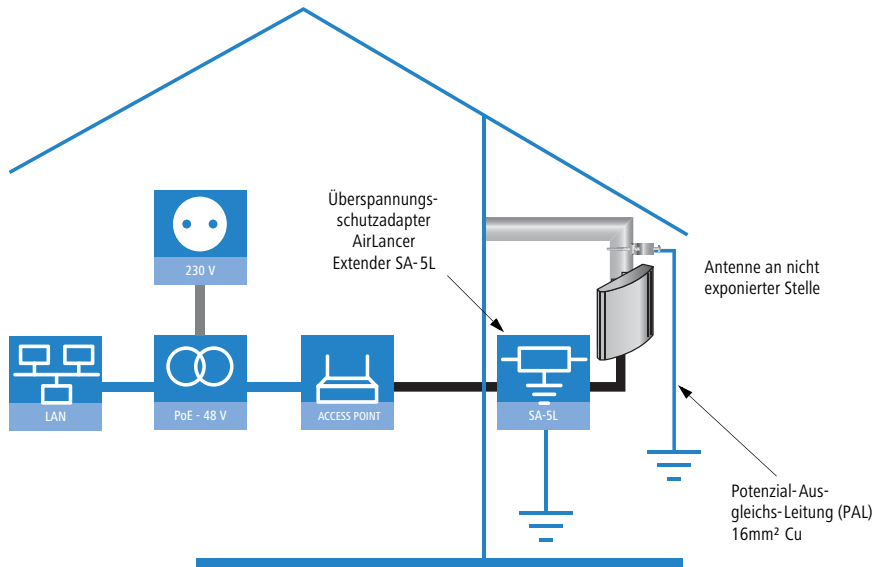 Überspannungs-
schutzadapter
AirLancer
Extender SA-5L
230 V
Antenne an nicht
exponierter Stelle
LAN
PoE - 48 V
ACCESS POINT
SA-5L
Potenzial-Aus-
gleichs-Leitung (PAL)
16mm² Cu